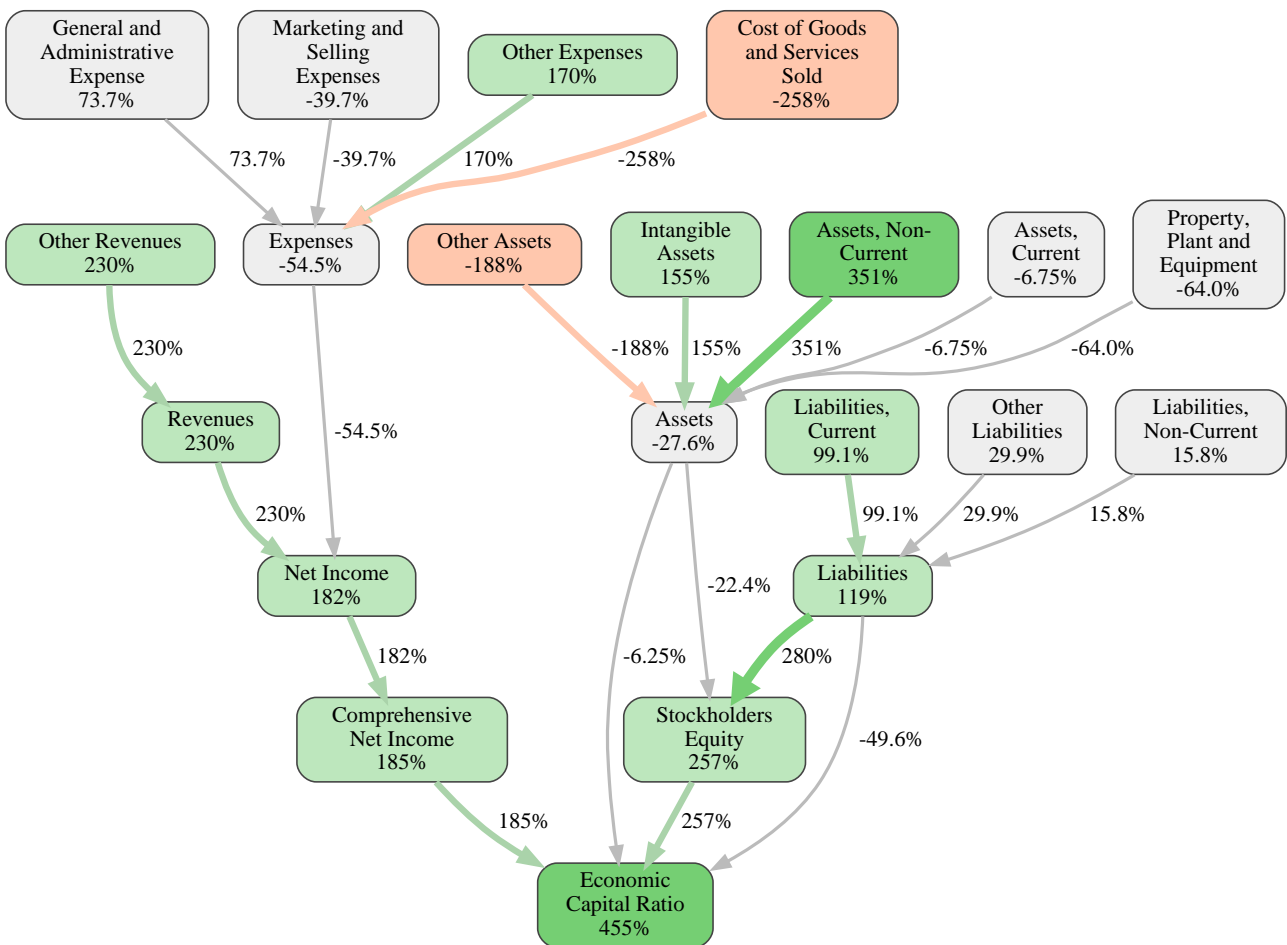 General and
Administrative
Expense
73.7%
Marketing and
Selling
Expenses
-39.7%
Other Expenses
170%
Cost of Goods
and Services
Sold
-258%
73.7%
-39.7%
170%
-258%
Other Revenues
230%
Expenses
-54.5%
Other Assets
-188%
Intangible
Assets
155%
Assets, Non-
Current
351%
Assets,
Current
-6.75%
Property,
Plant and
Equipment
-64.0%
230%
-54.5%
-188%
155%
351%
-6.75%
-64.0%
Revenues
230%
Assets
-27.6%
Liabilities,
Current
99.1%
Other
Liabilities
29.9%
Liabilities,
Non-Current
15.8%
230%
99.1%
29.9%
15.8%
Net Income
182%
-22.4%
Liabilities
119%
182%
-6.25%
280%
Comprehensive
Net Income
185%
Stockholders
Equity
257%
-49.6%
185%
257%
Economic
Capital Ratio
455%